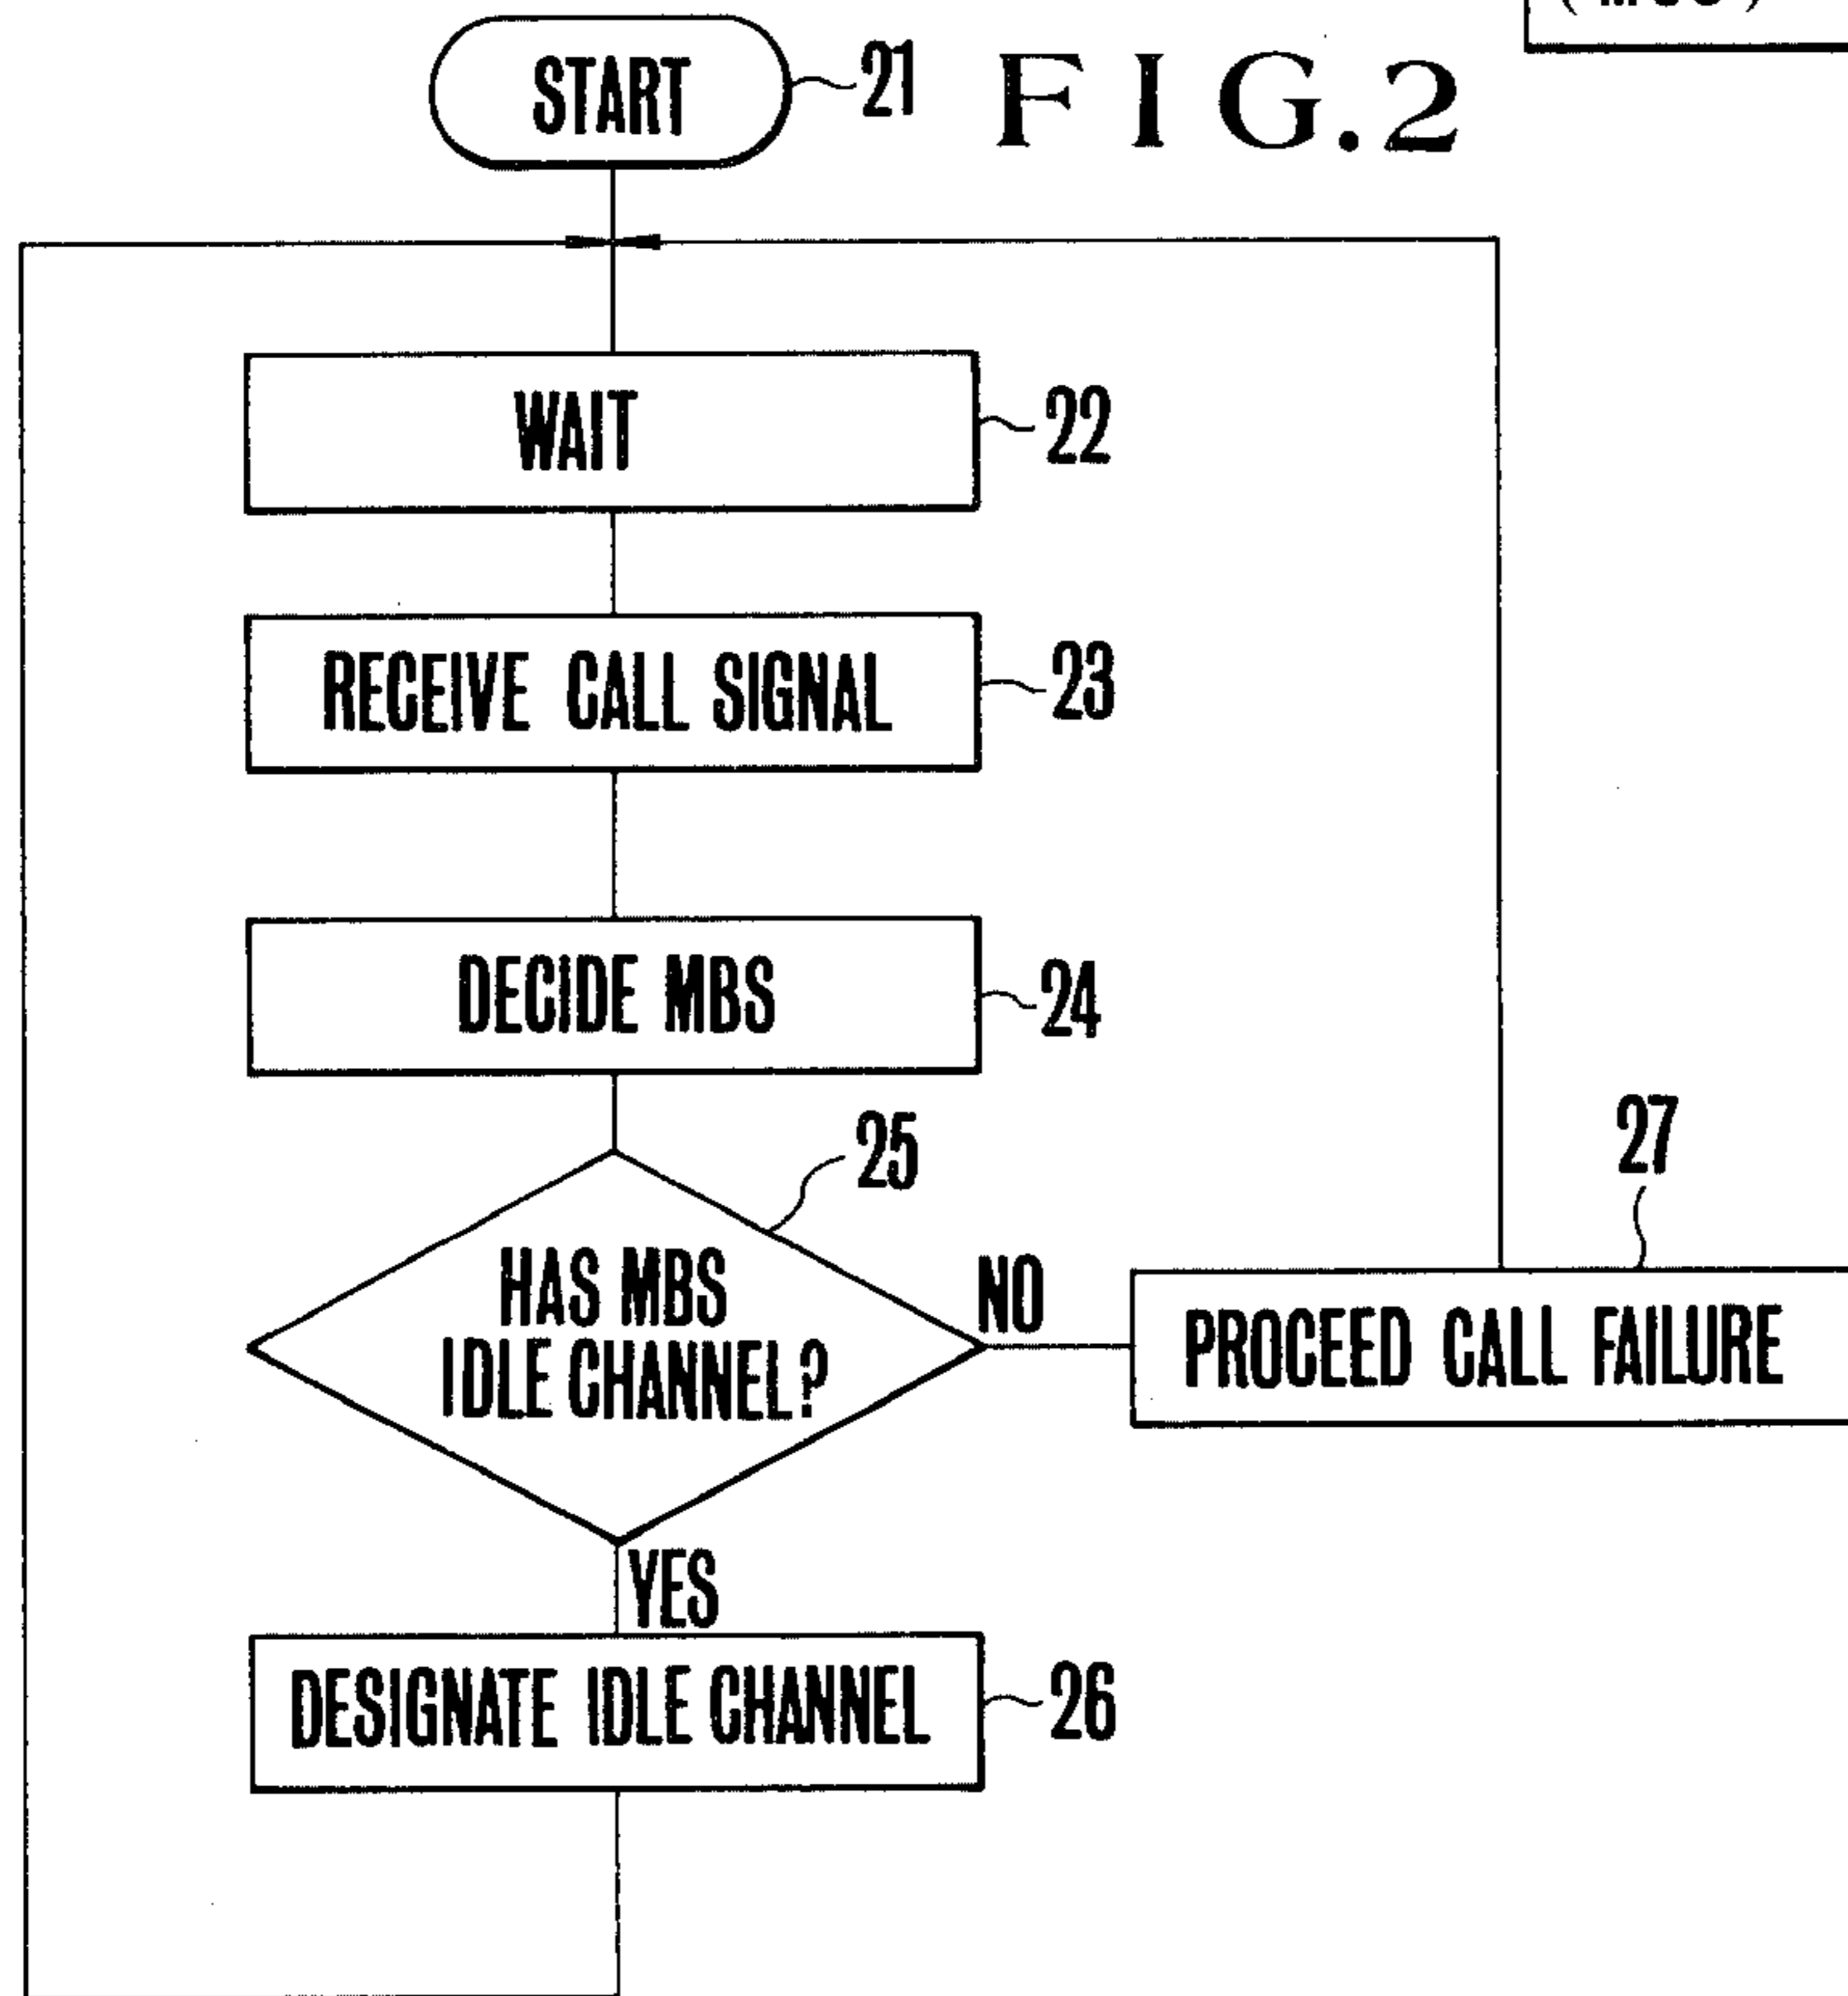 START
21
FIG.2
WAIT
22
RECEIVE CALL SIGNAL
23
DECIDE MBS
24
25
HAS MBS
IDLE CHANNEL?
NO
27
PROCEED CALL FAILURE
YES
DESIGNATE IDLE CHANNEL
26